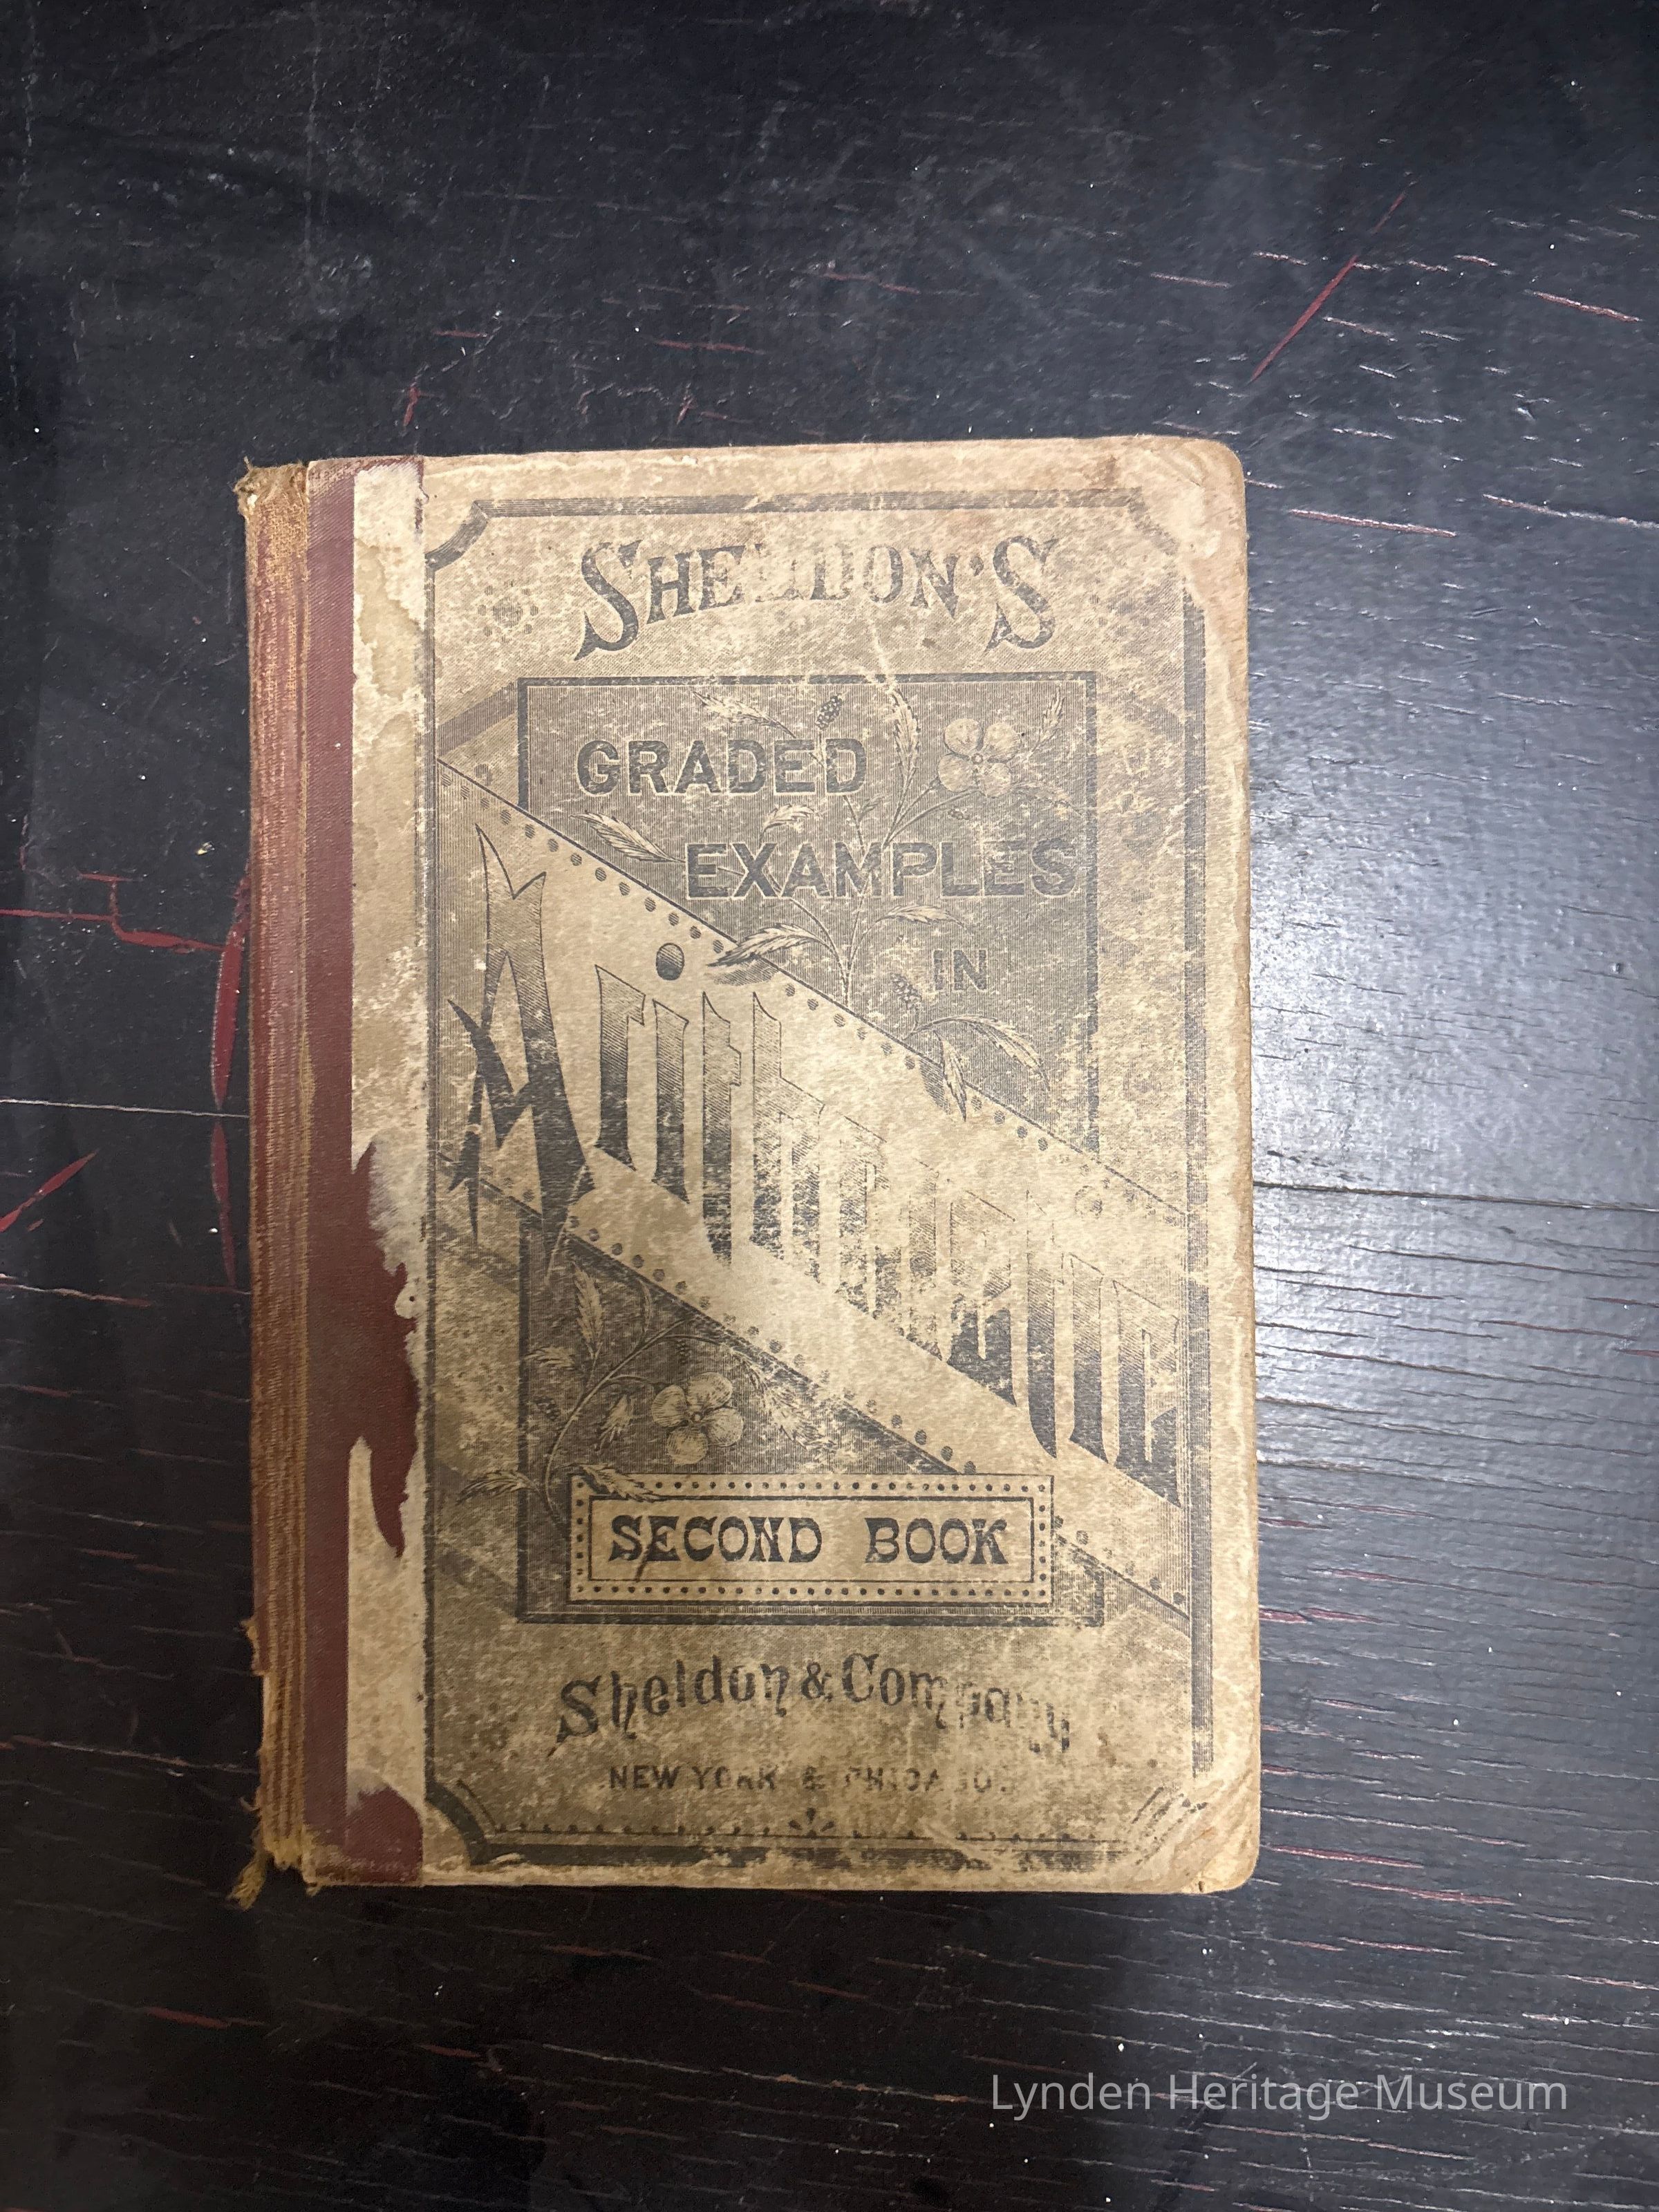 SHELDON'S
GRADED
EXAMPLES
IN
Arithmetic
SECOND BOOK
Sheldon & Company
NEW YORK & CHICAGO.
Lynden Heritage Museum